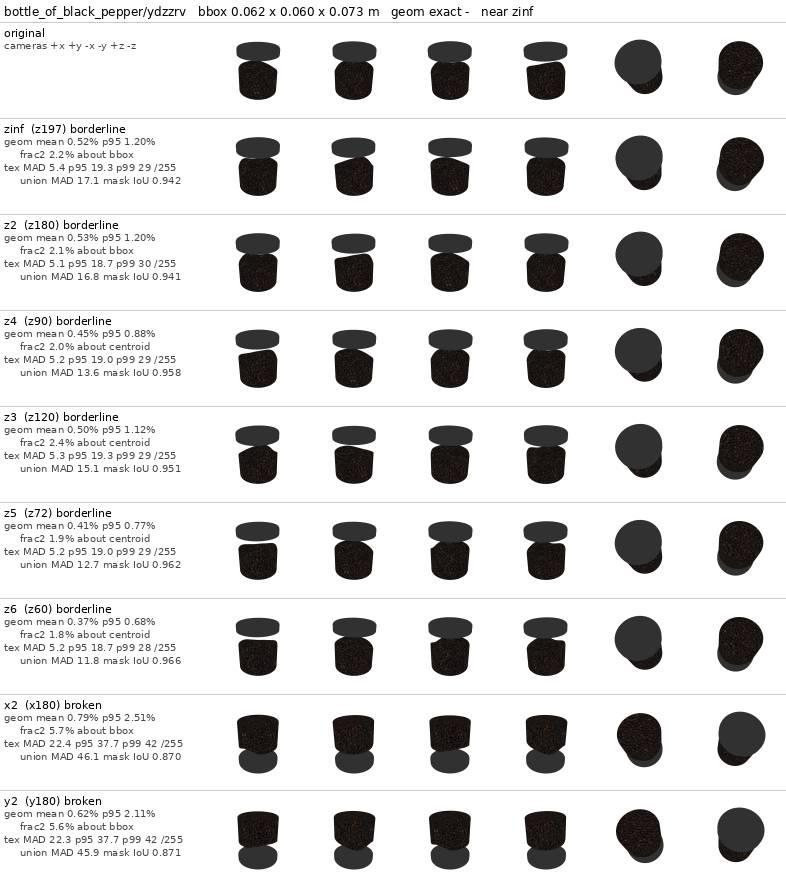 bottle_of_black_pepper/ydzzrv   bbox 0.062 x 0.060 x 0.073 m   geom exact -   near zinf
original
cameras +x +y -x -y +z -z
zinf  (z197) borderline
geom mean 0.52% p95 1.20%
frac2 2.2% about bbox
tex MAD 5.4 p95 19.3 p99 29 /255
union MAD 17.1 mask IoU 0.942
z2  (z180) borderline
geom mean 0.53% p95 1.20%
frac2 2.1% about bbox
tex MAD 5.1 p95 18.7 p99 30 /255
union MAD 16.8 mask IoU 0.941
z4  (z90) borderline
geom mean 0.45% p95 0.88%
frac2 2.0% about centroid
tex MAD 5.2 p95 19.0 p99 29 /255
union MAD 13.6 mask IoU 0.958
z3  (z120) borderline
geom mean 0.50% p95 1.12%
frac2 2.4% about centroid
tex MAD 5.3 p95 19.3 p99 29 /255
union MAD 15.1 mask IoU 0.951
z5  (z72) borderline
geom mean 0.41% p95 0.77%
frac2 1.9% about centroid
tex MAD 5.2 p95 19.0 p99 29 /255
union MAD 12.7 mask IoU 0.962
z6  (z60) borderline
geom mean 0.37% p95 0.68%
frac2 1.8% about centroid
tex MAD 5.2 p95 18.7 p99 28 /255
union MAD 11.8 mask IoU 0.966
x2  (x180) broken
geom mean 0.79% p95 2.51%
frac2 5.7% about bbox
tex MAD 22.4 p95 37.7 p99 42 /255
union MAD 46.1 mask IoU 0.870
y2  (y180) broken
geom mean 0.62% p95 2.11%
frac2 5.6% about bbox
tex MAD 22.3 p95 37.7 p99 42 /255
union MAD 45.9 mask IoU 0.871